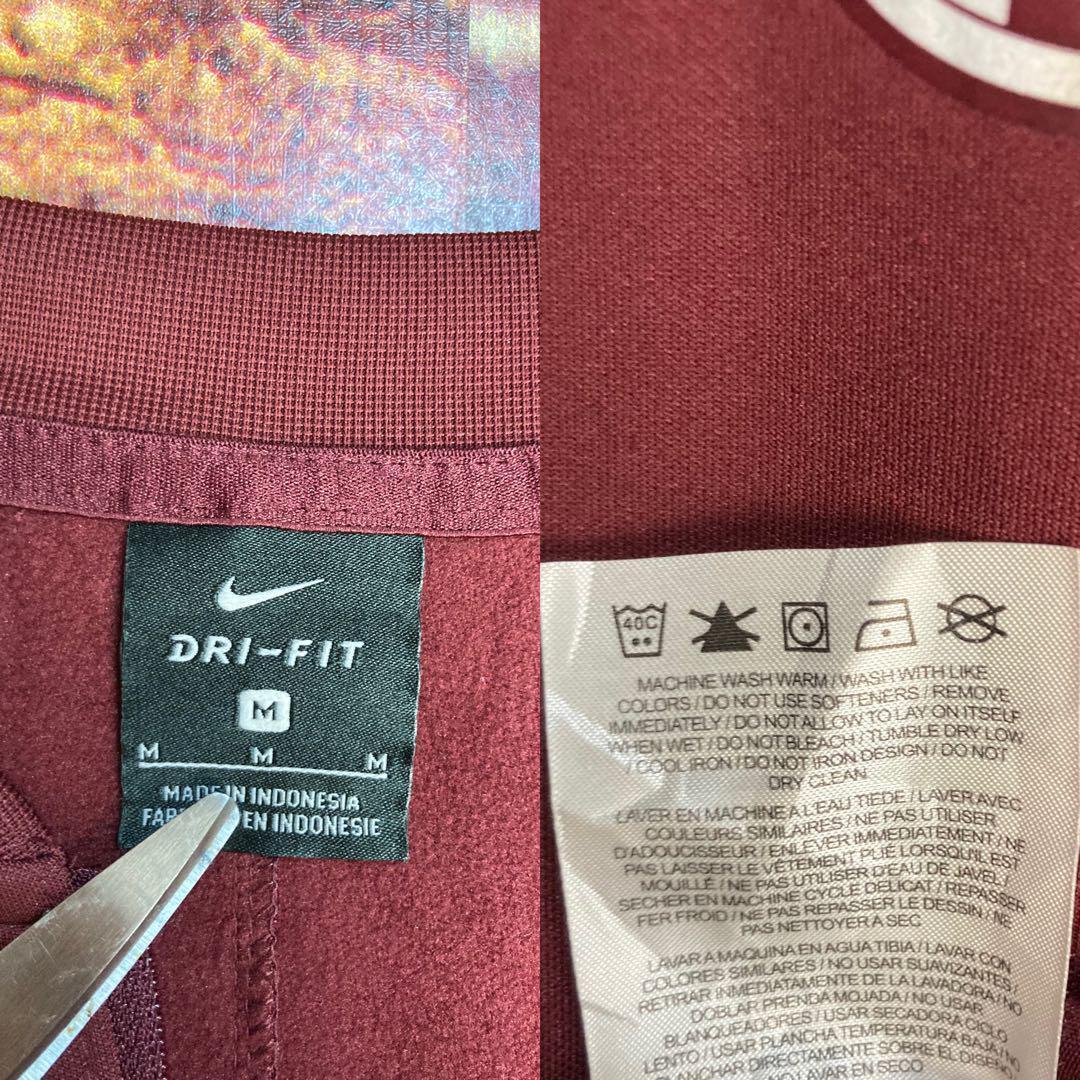 DRI-FIT
M
M M M
MADE IN INDONESIA
EN INDONESIE
40C
MACHINE WASH WARM / WASH WITH LIKE
COLORS / DO NOT USE SOFTENERS / REMOVE
IMMEDIATELY / DO NOT ALLOW TO LAY ON ITSELF
WHEN WET / DO NOT BLEACH / TUMBLE DRY LOW
/ COOL IRON / DO NOT IRON DESIGN / DO NOT
DRY CLEAN
LAVER EN MACHINE A L'EAU TIEDE / LAVER AVEC
COULEURS SIMILAIRES / NE PAS UTILISER
D'ADOUCISSEUR / ENLEVER IMMEDIATEMENT / NE
PAS LAISSER LE VÊTEMENT PLIÉ LORSQU'IL EST
MOUILLÉ / NE PAS UTILISER D'EAU DE JAVEL /
SECHER EN MACHINE CYCLE DELICAT / REPASSER
FER FROID / NE PAS REPASSER LE DESSIN / NE
PAS NETTOYER A SEC
LAVAR A MAQUINA EN AGUA TIBIA / LAVAR CON
COLORES SIMILARES / NO USAR SUAVIZANTES /
RETIRAR INMEDIATAMENTE DE LA LAVADORA / NO
DOBLAR PRENDA MOJADA / NO USAR
BLANQUEADORES / USAR SECADORA CICLO
LENTO / USAR PLANCHA TEMPERATURA BAJA / NO
PLANCHAR DIRECTAMENTE SOBRE EL DISEÑO
NO LAVAR EN SECO